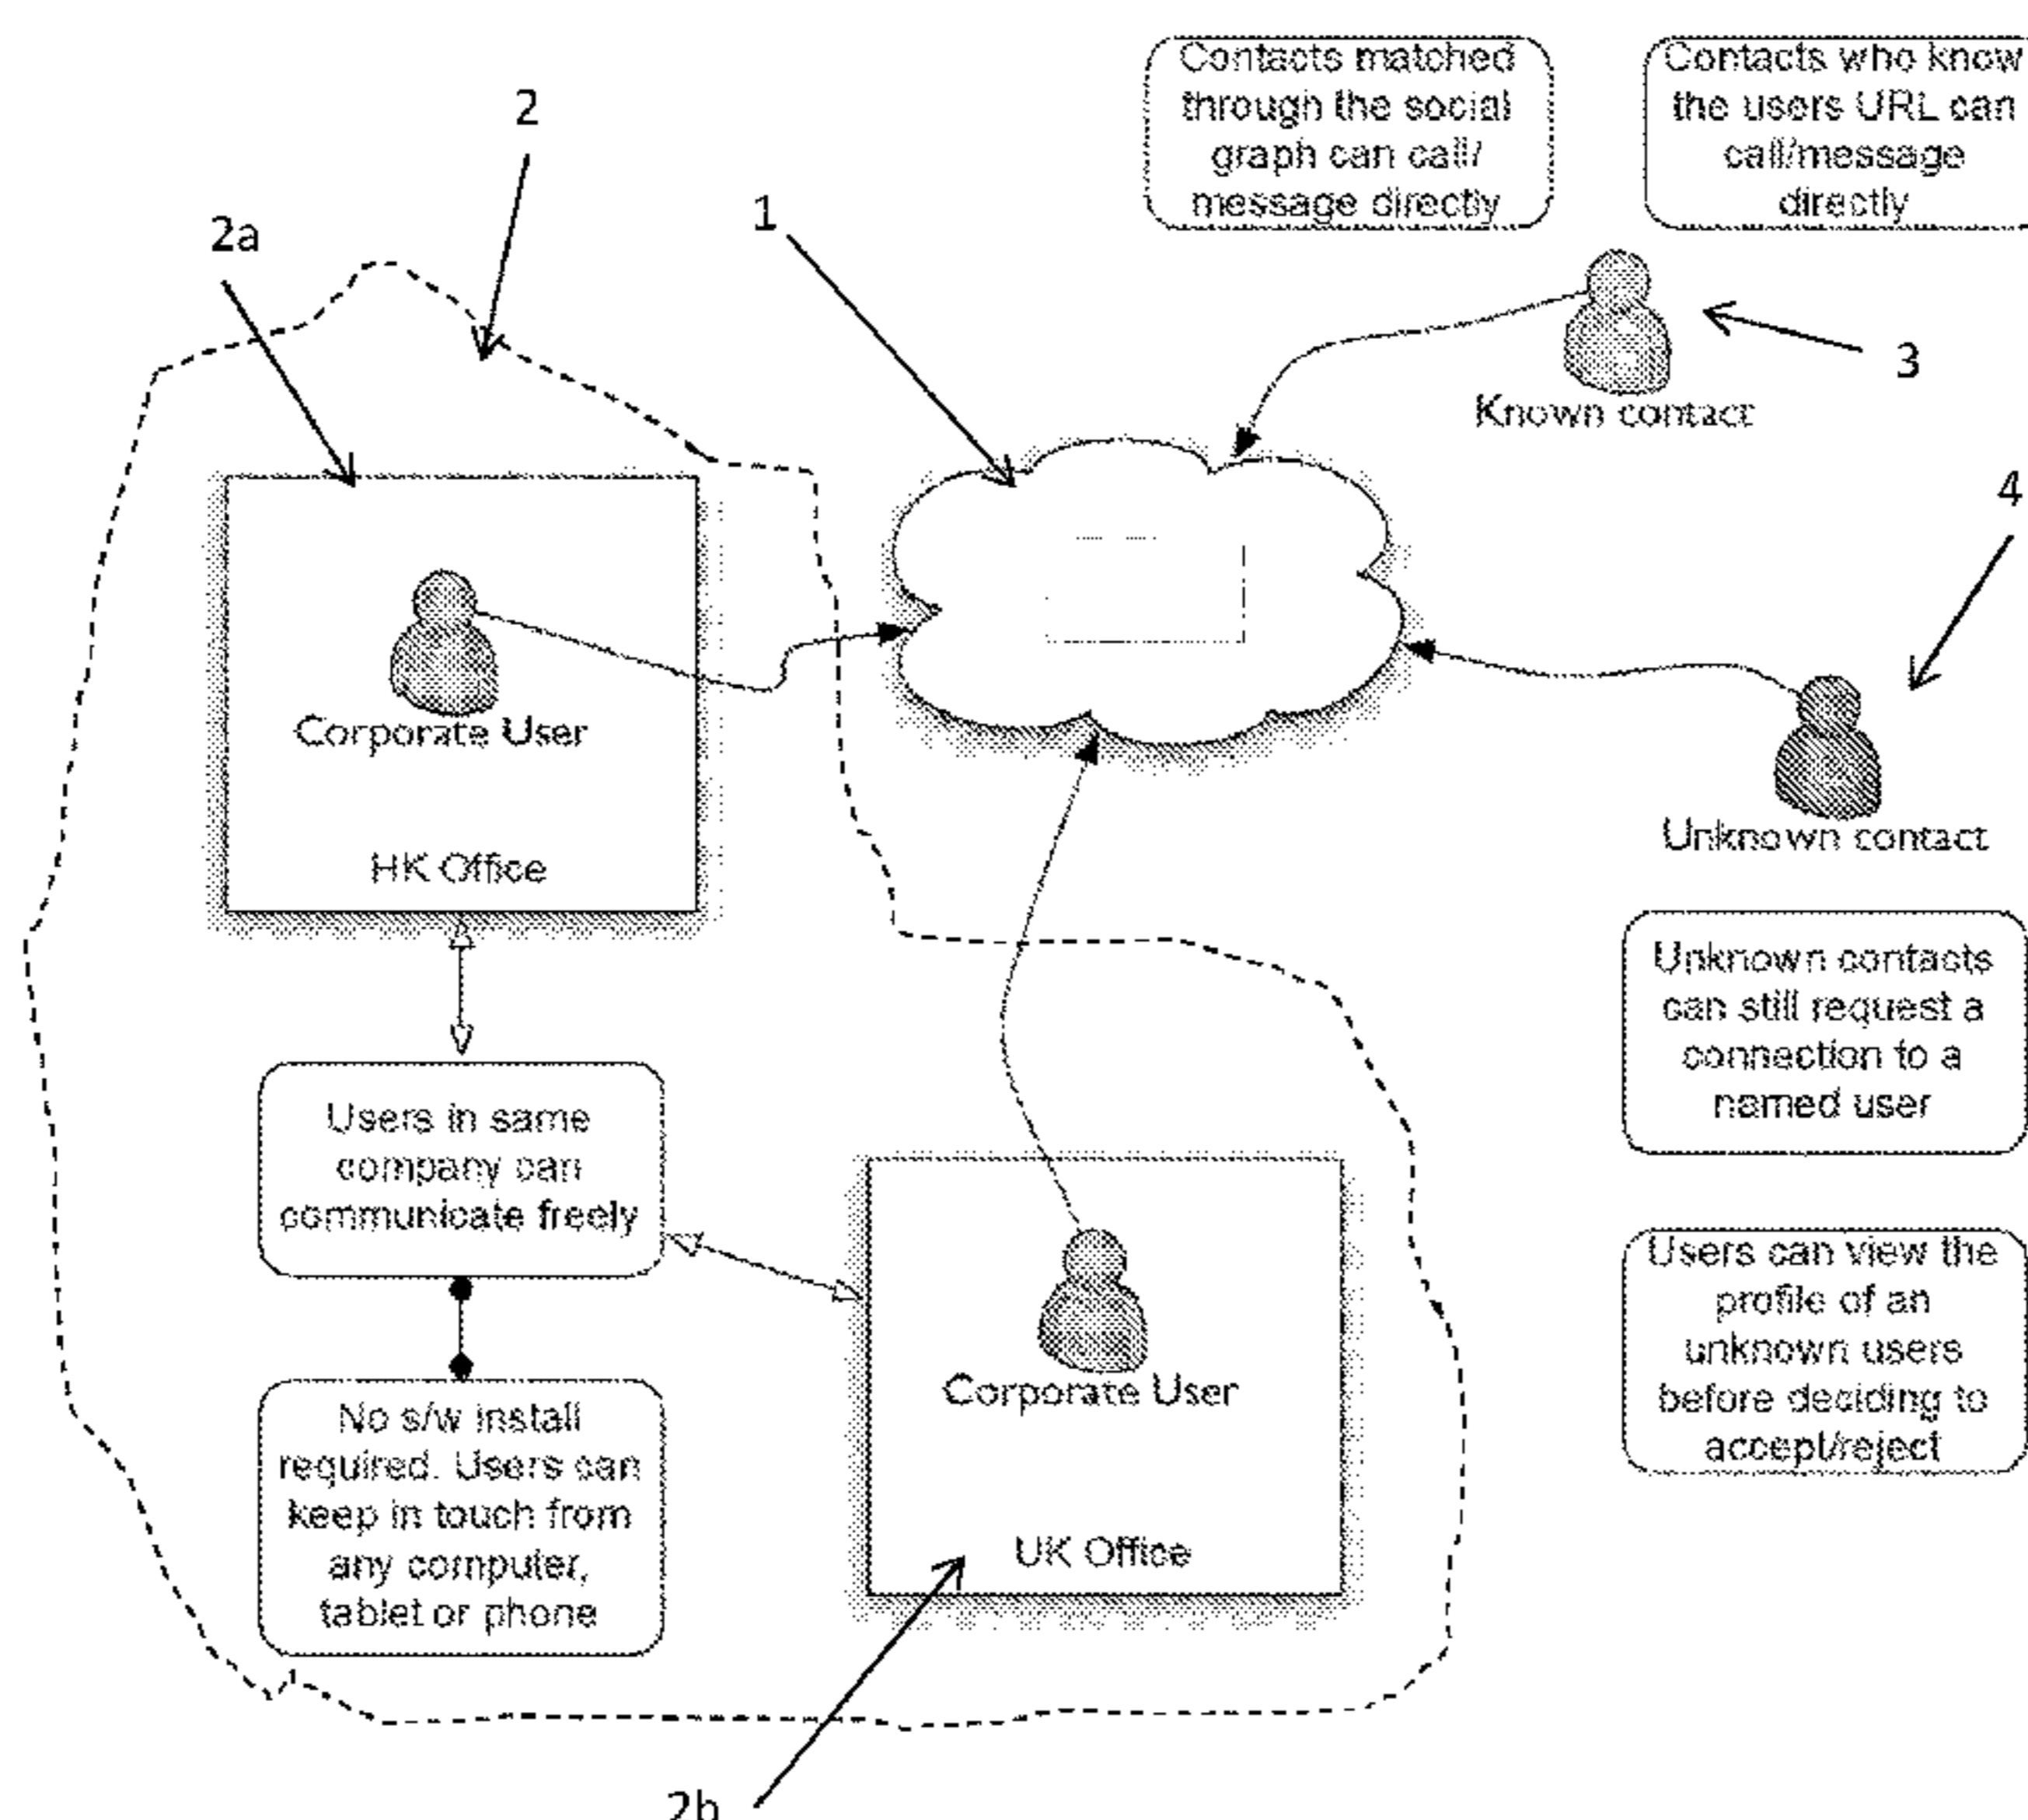 Contacts matched
through the social
graph can call/
message directly
Contacts who know
the users URL can
call/message
directly
2
2a
1
3
Known contact
4
Corporate User
HK Office
Unknown contact
Unknown contacts
can still request a
connection to a
named user
Users in same
company can
communicate freely
Users can view the
profile of an
unknown users
before deciding to
accept/reject
Corporate User
UK Office
No s/w install
required. Users can
keep in touch from
any computer,
tablet or phone
2b